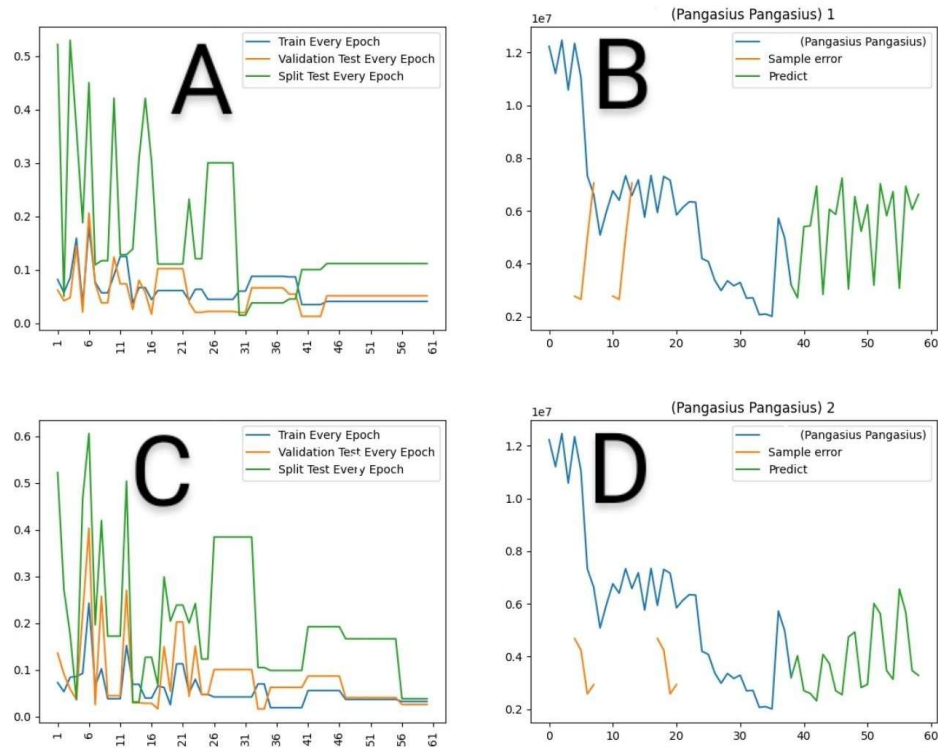 A
Train Every Epoch
Validation Test Every Epoch
Split Test Every Epoch
0.5
0.4
0.3
0.2
0.1
0.0
1 6 11 16 21 26 31 36 41 46 51 56 61
(Pangasius Pangasius) 1
1e7
B
(Pangasius Pangasius)
Sample error
Predict
1.2
1.0
0.8
0.6
0.4
0.2
0 10 20 30 40 50 60
C
Train Every Epoch
Validation Test Every Epoch
Split Test Every Epoch
0.6
0.5
0.4
0.3
0.2
0.1
0.0
1 6 11 16 21 26 31 36 41 46 51 56 61
(Pangasius Pangasius) 2
1e7
D
(Pangasius Pangasius)
Sample error
Predict
1.2
1.0
0.8
0.6
0.4
0.2
0 10 20 30 40 50 60